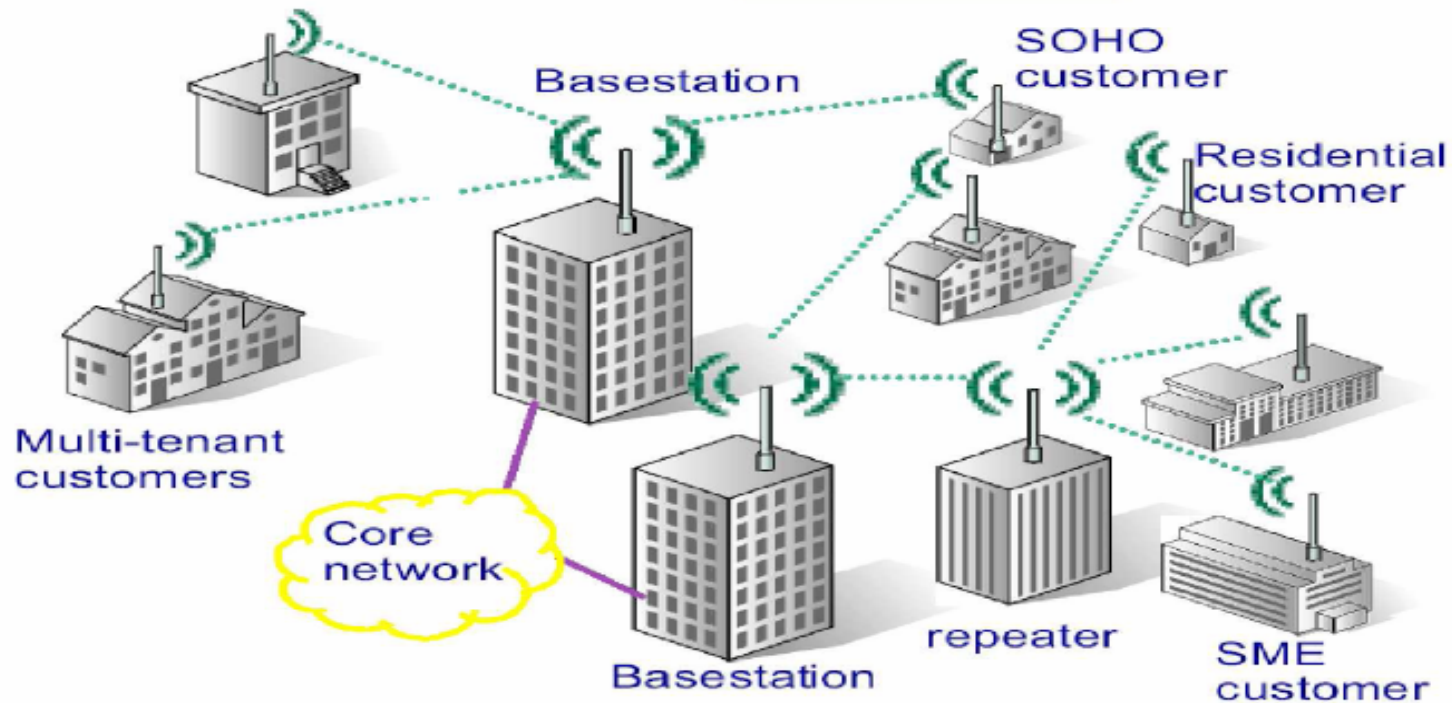 SOHO
customer
Basestation
Residential
customer
Multi-tenant
customers
Core
network
repeater
Basestation
SME
customer